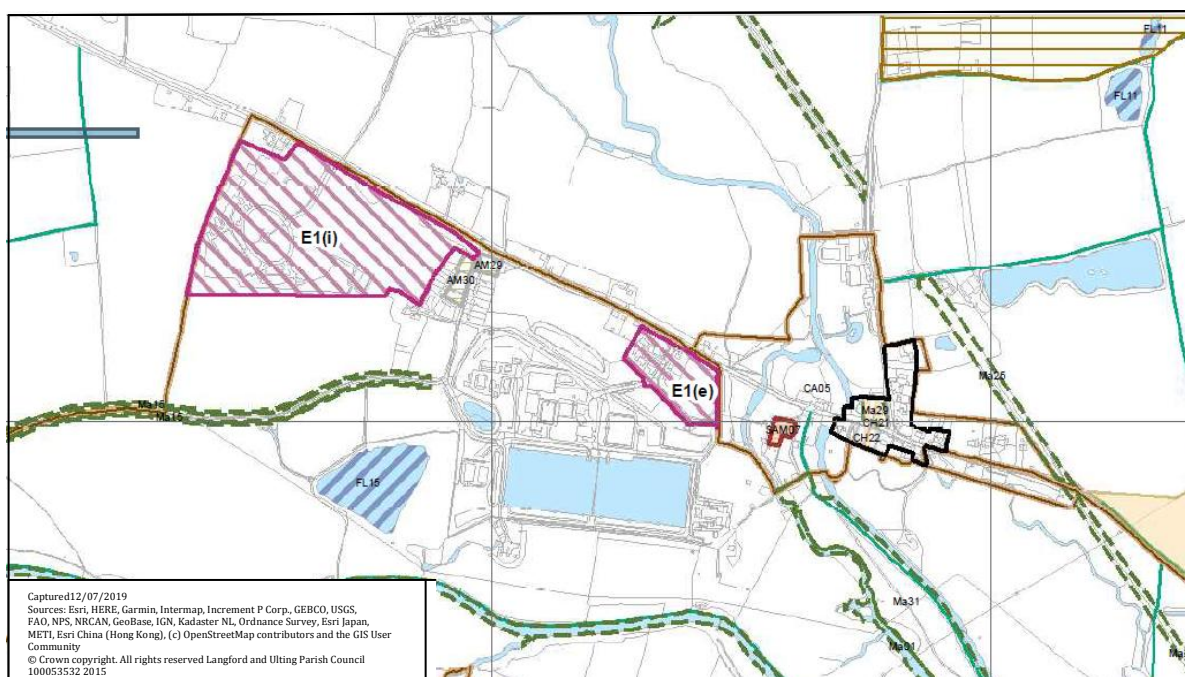 FL11
FL11
E1(i)
AM29
AM30
E1(e)
CA05
Ma25
Ma16
Ma16
Ma29
CH21
CH22
SAM07
FL15
Ma31
Ma91
Captured12/07/2019
Sources: Esri, HERE, Garmin, Intermap, Increment P Corp., GEBCO, USGS,
FAO, NPS, NRCAN, GeoBase, IGN, Kadaster NL, Ordnance Survey, Esri Japan,
METI, Esri China (Hong Kong), (c) OpenStreetMap contributors and the GIS User
Community
© Crown copyright. All rights reserved Langford and Ulting Parish Council
100053532 2015